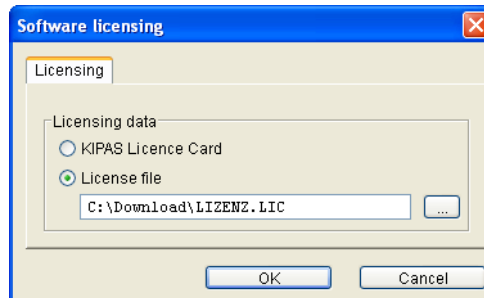 Software licensing
Licensing
Licensing data
KIPAS Licence Card
License file
C:\Download\LIZENZ.LIC
...
OK
Cancel